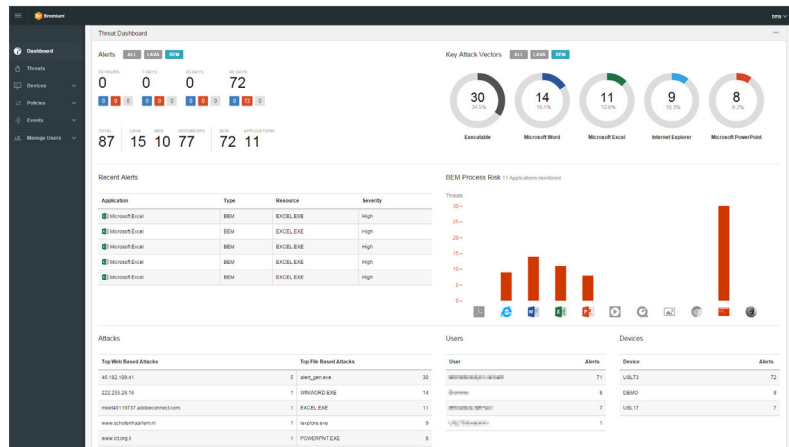 Bromium
bms
Threat Dashboard
Dashboard
Threats
Devices
Policies
Events
Manage Users
Alerts ALL LAVA BEM
24 HOURS 7 DAYS 30 DAYS
0 0 0 72
0 0 0 0 0 0 0 0 0 0 72 0
TOTAL LAVA WEB DOCUMENTS BEM APPLICATIONS
87 15 10 77 72 11
Key Attack Vectors ALL LAVA BEM
30 14 11 9 8
34.5% 16.1% 12.6% 10.3% 9.2%
Executable Microsoft Word Microsoft Excel Internet Explorer Microsoft PowerPoint
Recent Alerts
Application Type Resource Severity
Microsoft Excel BEM EXCEL.EXE High
Microsoft Excel BEM EXCEL.EXE High
Microsoft Excel BEM EXCEL.EXE High
Microsoft Excel BEM EXCEL.EXE High
Microsoft Excel BEM EXCEL.EXE High
BEM Process Risk 11 Applications monitored
Threats
30
25
20
15
10
5
0
Attacks
Top Web Based Attacks Top File Based Attacks
46.182.109.41 5 alert_gen.exe 30
222.255.28.16 1 WINWORD.EXE 14
meet40110737.adobeconnect.com 1 EXCEL.EXE 11
www.scholtenhaarlem.nl 1 iexplore.exe 9
www.ict.org.il 1 POWERPNT.EXE 8
Users
User Alerts
71
8
7
1
Devices
Device Alerts
USL73 72
DEMO 8
USL17 7